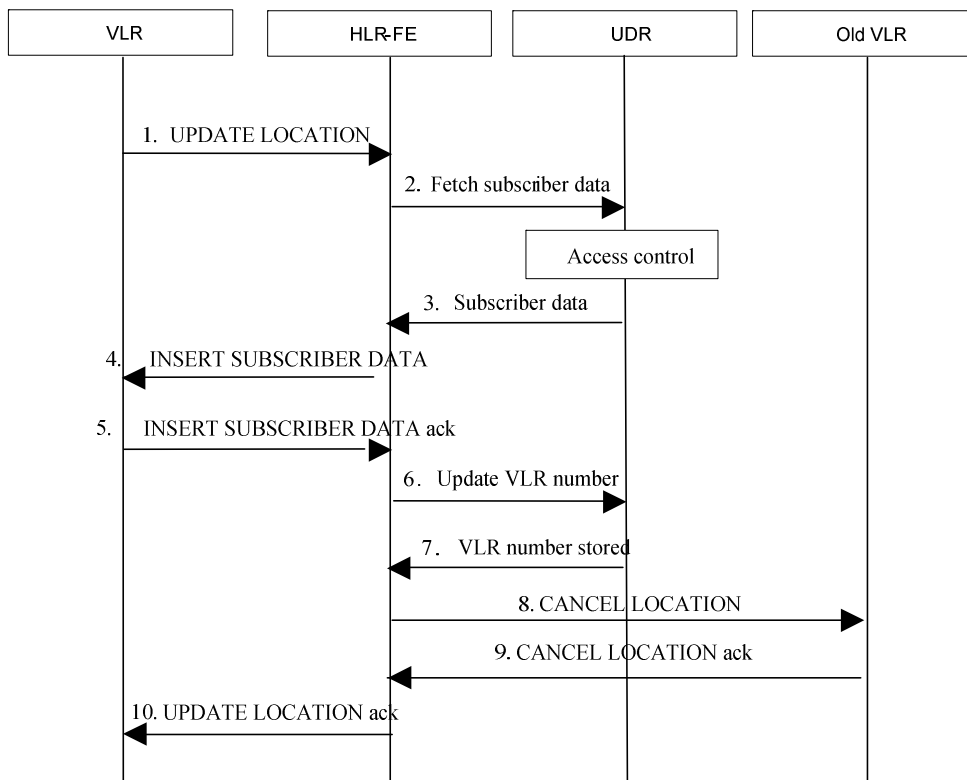 VLR
HLR-FE
UDR
Old VLR
1. UPDATE LOCATION
2. Fetch subscriber data
Access control
3. Subscriber data
4. INSERT SUBSCRIBER DATA
5. INSERT SUBSCRIBER DATA ack
6. Update VLR number
7. VLR number stored
8. CANCEL LOCATION
9. CANCEL LOCATION ack
10. UPDATE LOCATION ack